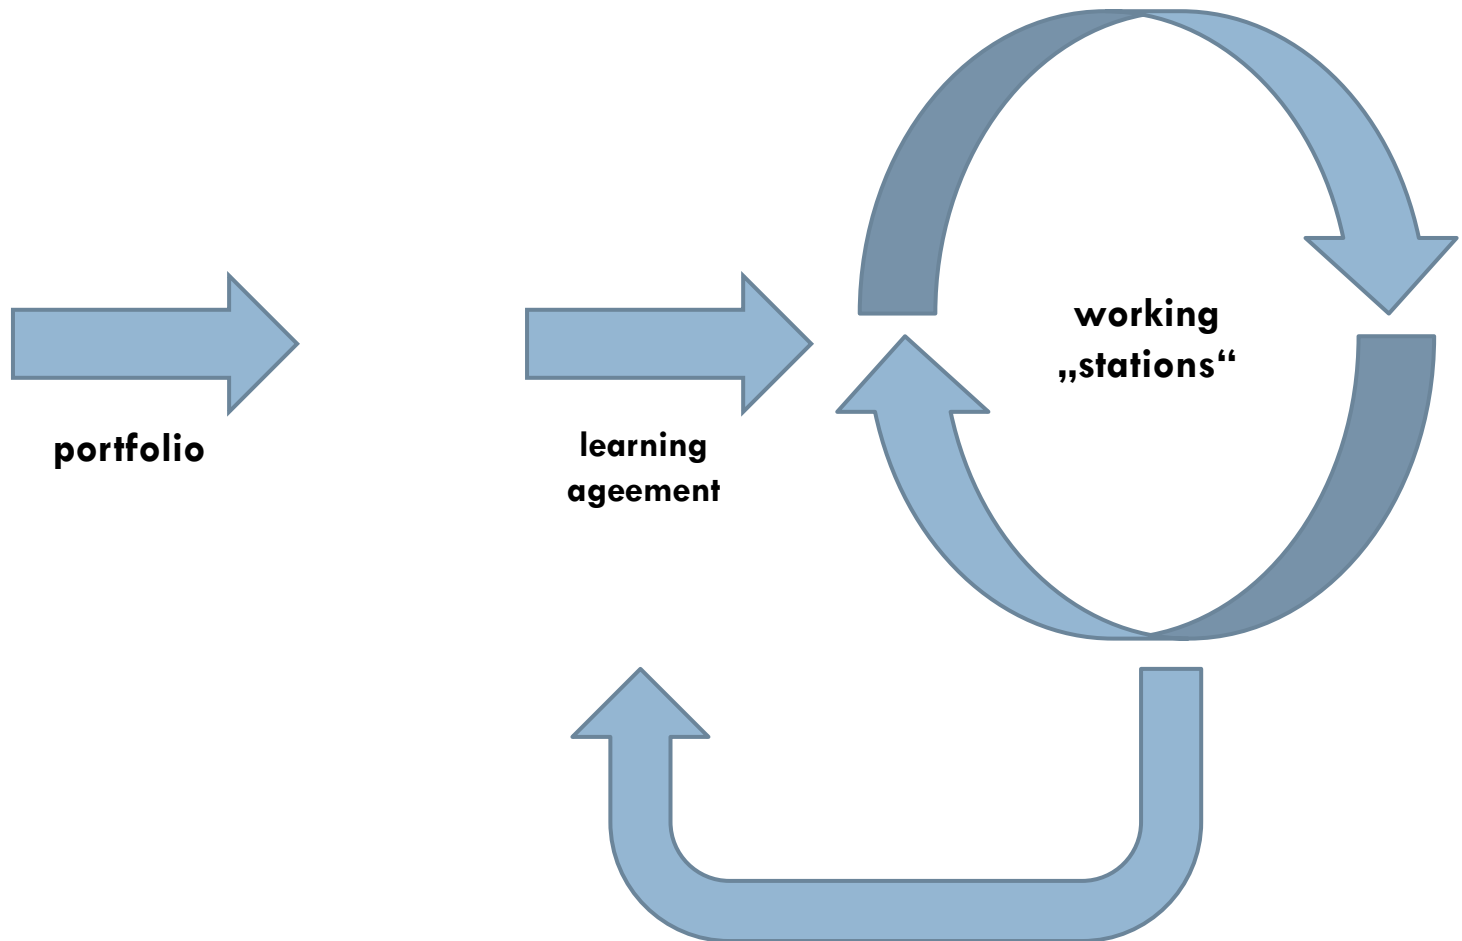 portfolio
learning
ageement
working
„stations“